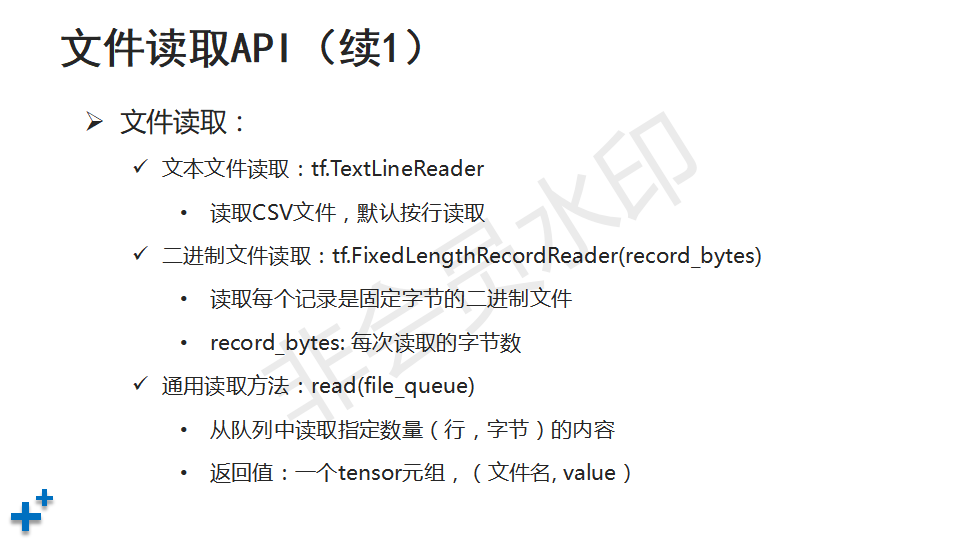 文件读取API（续1）
文件读取：
文本文件读取：tf.TextLineReader
读取CSV文件，默认按行读取
二进制文件读取：tf.FixedLengthRecordReader(record_bytes)
读取每个记录是固定字节的二进制文件
record_bytes: 每次读取的字节数
通用读取方法：read(file_queue)
从队列中读取指定数量（行，字节）的内容
返回值：一个tensor元组，（文件名, value）
非会员水印